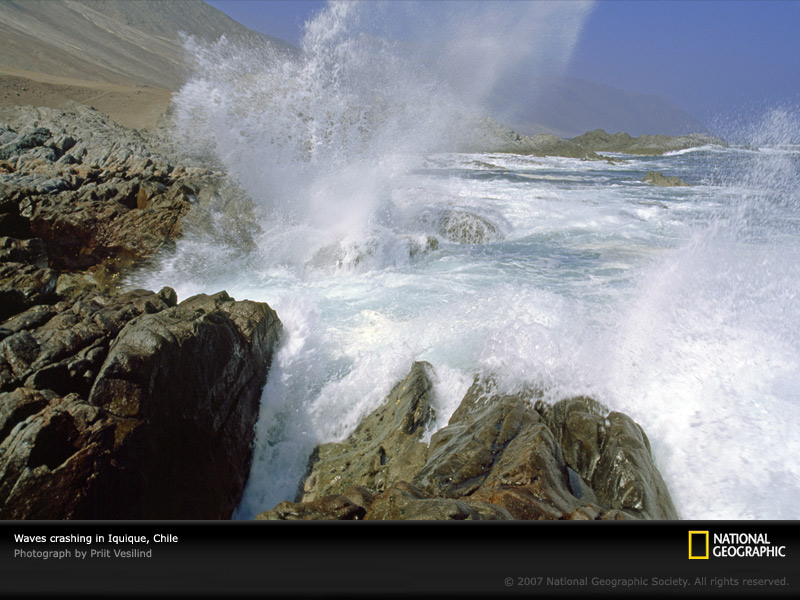 Waves crashing in Iquique, Chile
Photograph by Priit Vesilind
NATIONAL
GEOGRAPHIC
© 2007 National Geographic Society. All rights reserved.